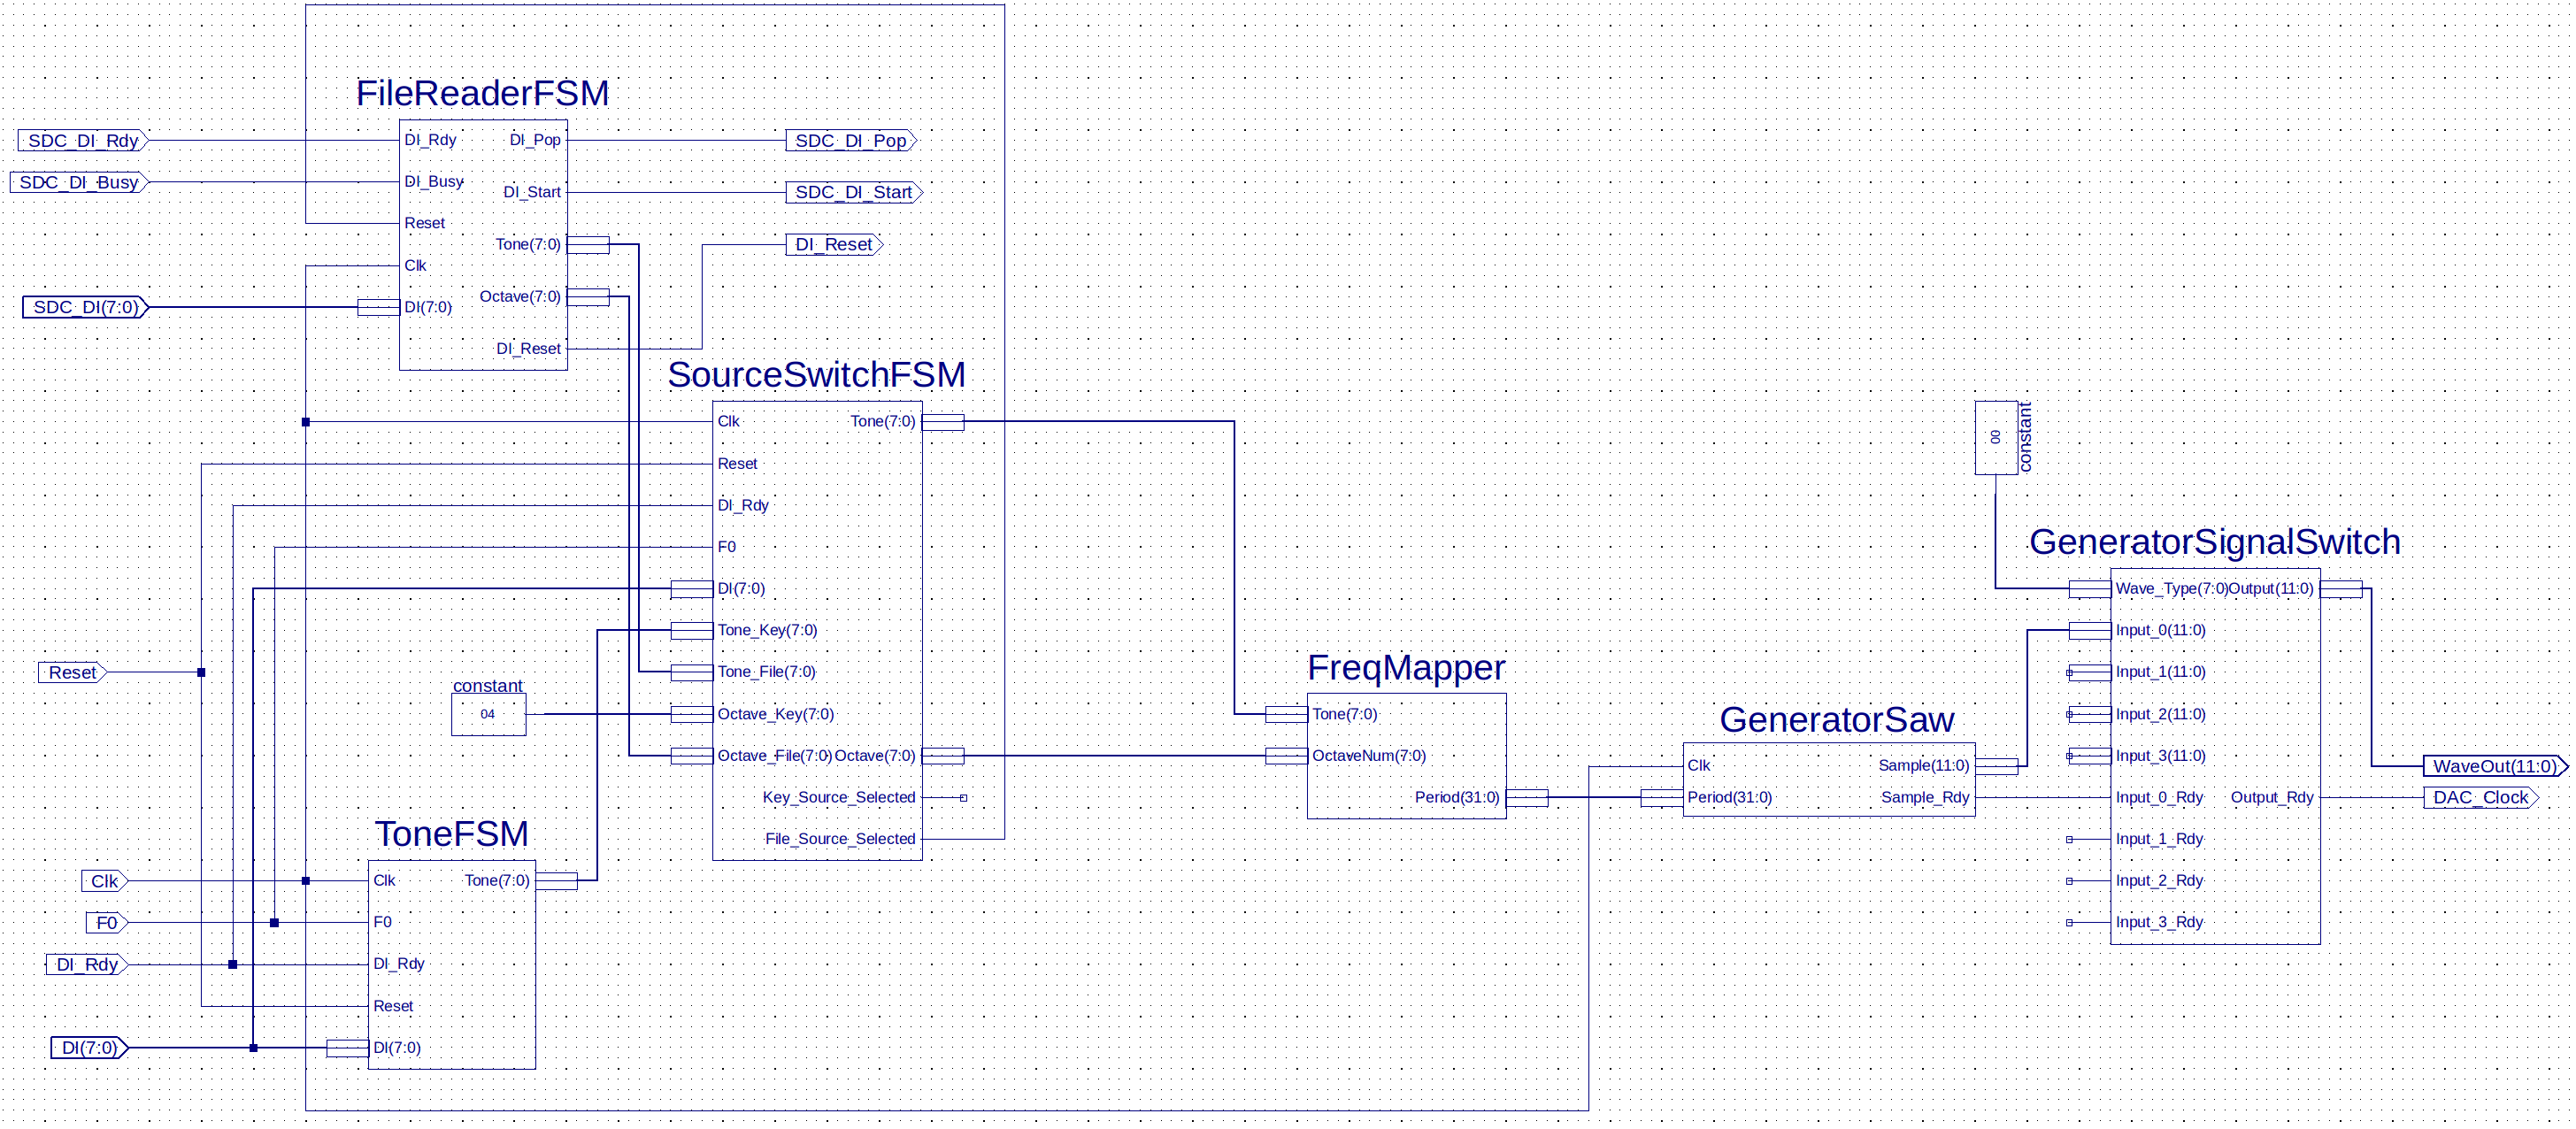 FileReaderFSM
SDC_DI_Rdy
SDC_DI_Busy
SDC_DI(7:0)
DI_Rdy
DI_Busy
Reset
Clk
DI(7:0)
DI_Pop
DI_Start
Tone(7:0)
Octave(7:0)
DI_Reset
SDC_DI_Pop
SDC_DI_Start
DI_Reset
SourceSwitchFSM
Clk
Reset
DI_Rdy
F0
DI(7:0)
Tone_Key(7:0)
Tone_File(7:0)
Octave_Key(7:0)
Octave_File(7:0)
Tone(7:0)
Octave(7:0)
Key_Source_Selected
File_Source_Selected
Reset
constant
04
ToneFSM
Clk
F0
DI_Rdy
DI(7:0)
Clk
F0
DI_Rdy
Reset
DI(7:0)
Tone(7:0)
FreqMapper
Tone(7:0)
OctaveNum(7:0)
Period(31:0)
GeneratorSaw
Clk
Period(31:0)
Sample(11:0)
Sample_Rdy
constant
00
GeneratorSignalSwitch
Wave_Type(7:0)
Input_0(11:0)
Input_1(11:0)
Input_2(11:0)
Input_3(11:0)
Input_0_Rdy
Input_1_Rdy
Input_2_Rdy
Input_3_Rdy
Output(11:0)
Output_Rdy
WaveOut(11:0)
DAC_Clock